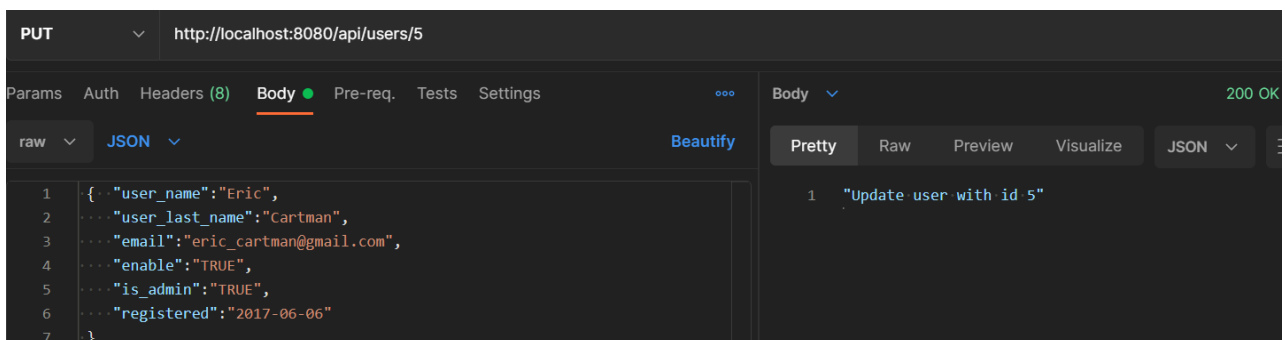 PUT http://localhost:8080/api/users/5
Params Auth Headers (8) Body Pre-req. Tests Settings
raw JSON Beautify
1 { "user_name":"Eric",
2 "user_last_name":"Cartman",
3 "email":"eric_cartman@gmail.com",
4 "enable":"TRUE",
5 "is_admin":"TRUE",
6 "registered":"2017-06-06"
7 }
Body 200 OK
Pretty Raw Preview Visualize JSON
1 "Update user with id 5"